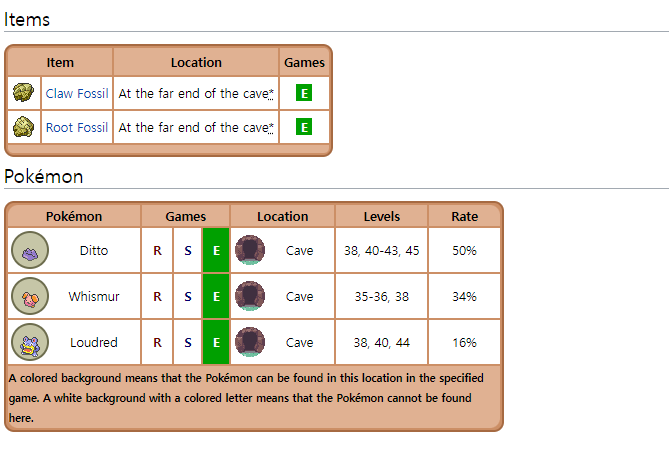 Items
Item Location Games
Claw Fossil At the far end of the cave* E
Root Fossil At the far end of the cave* E
Pokémon
Pokémon Games Location Levels Rate
Ditto R S E Cave 38, 40-43, 45 50%
Whismur R S E Cave 35-36, 38 34%
Loudred R S E Cave 38, 40, 44 16%
A colored background means that the Pokémon can be found in this location in the specified
game. A white background with a colored letter means that the Pokémon cannot be found
here.